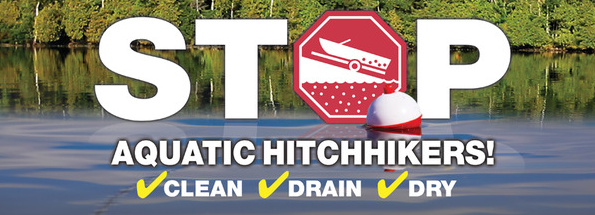 STOP
AQUATIC HITCHHIKERS!
CLEAN DRAIN DRY